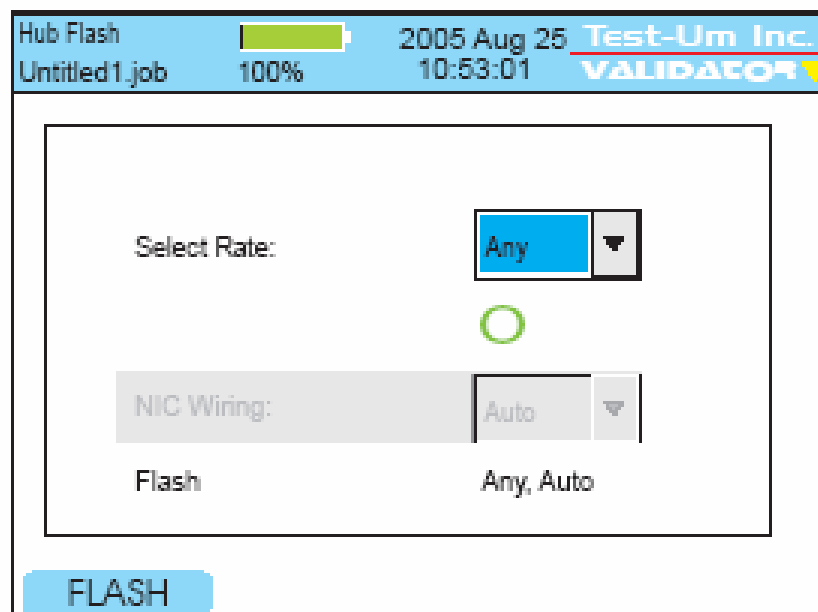 Hub Flash 2005 Aug 25 Test-Um Inc.
Untitled1.job 100% 10:53:01 VALIDATOR
Select Rate: Any
NIC Wiring: Auto
Flash Any, Auto
FLASH